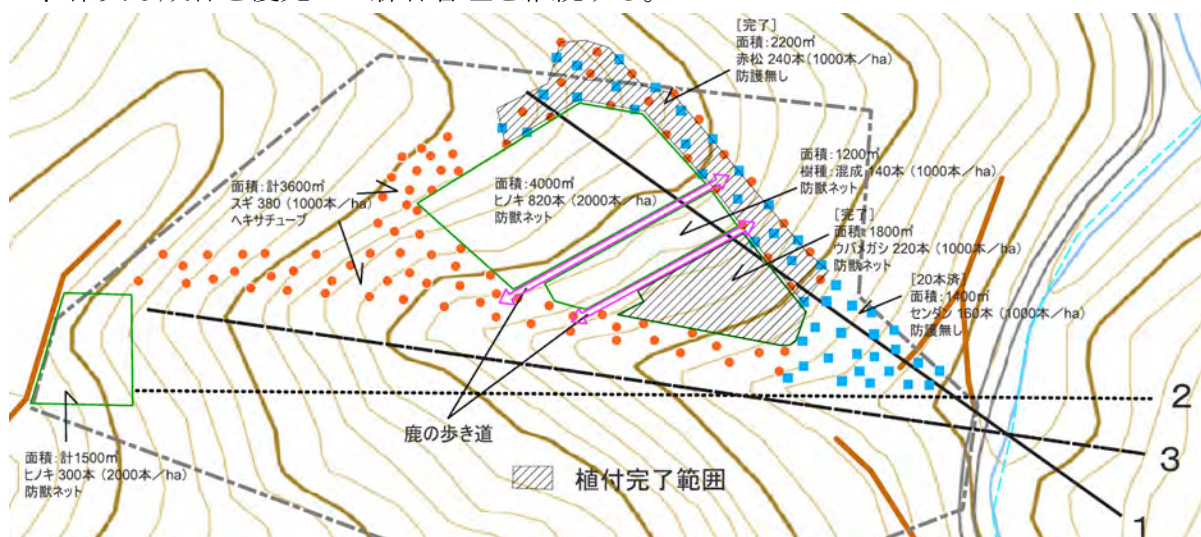 [完了]
面積:2200㎡
赤松 240本(1000本/ha)
防護無し
面積:1200㎡
樹種:混成 140本(1000本/ha)
防獣ネット
面積:計3600㎡
スギ 380(1000本/ha)
ヘキサチューブ
面積:4000㎡
ヒノキ 820本(2000本/ha)
防獣ネット
[完了]
面積:1800㎡
ウバメガシ 220本(1000本/ha)
防獣ネット
[20本済]
面積:1400㎡
センダン 160本(1000本/ha)
防護無し
2
鹿の歩き道
3
面積:計1500㎡
ヒノキ 300本(2000本/ha)
防獣ネット
植付完了範囲
1